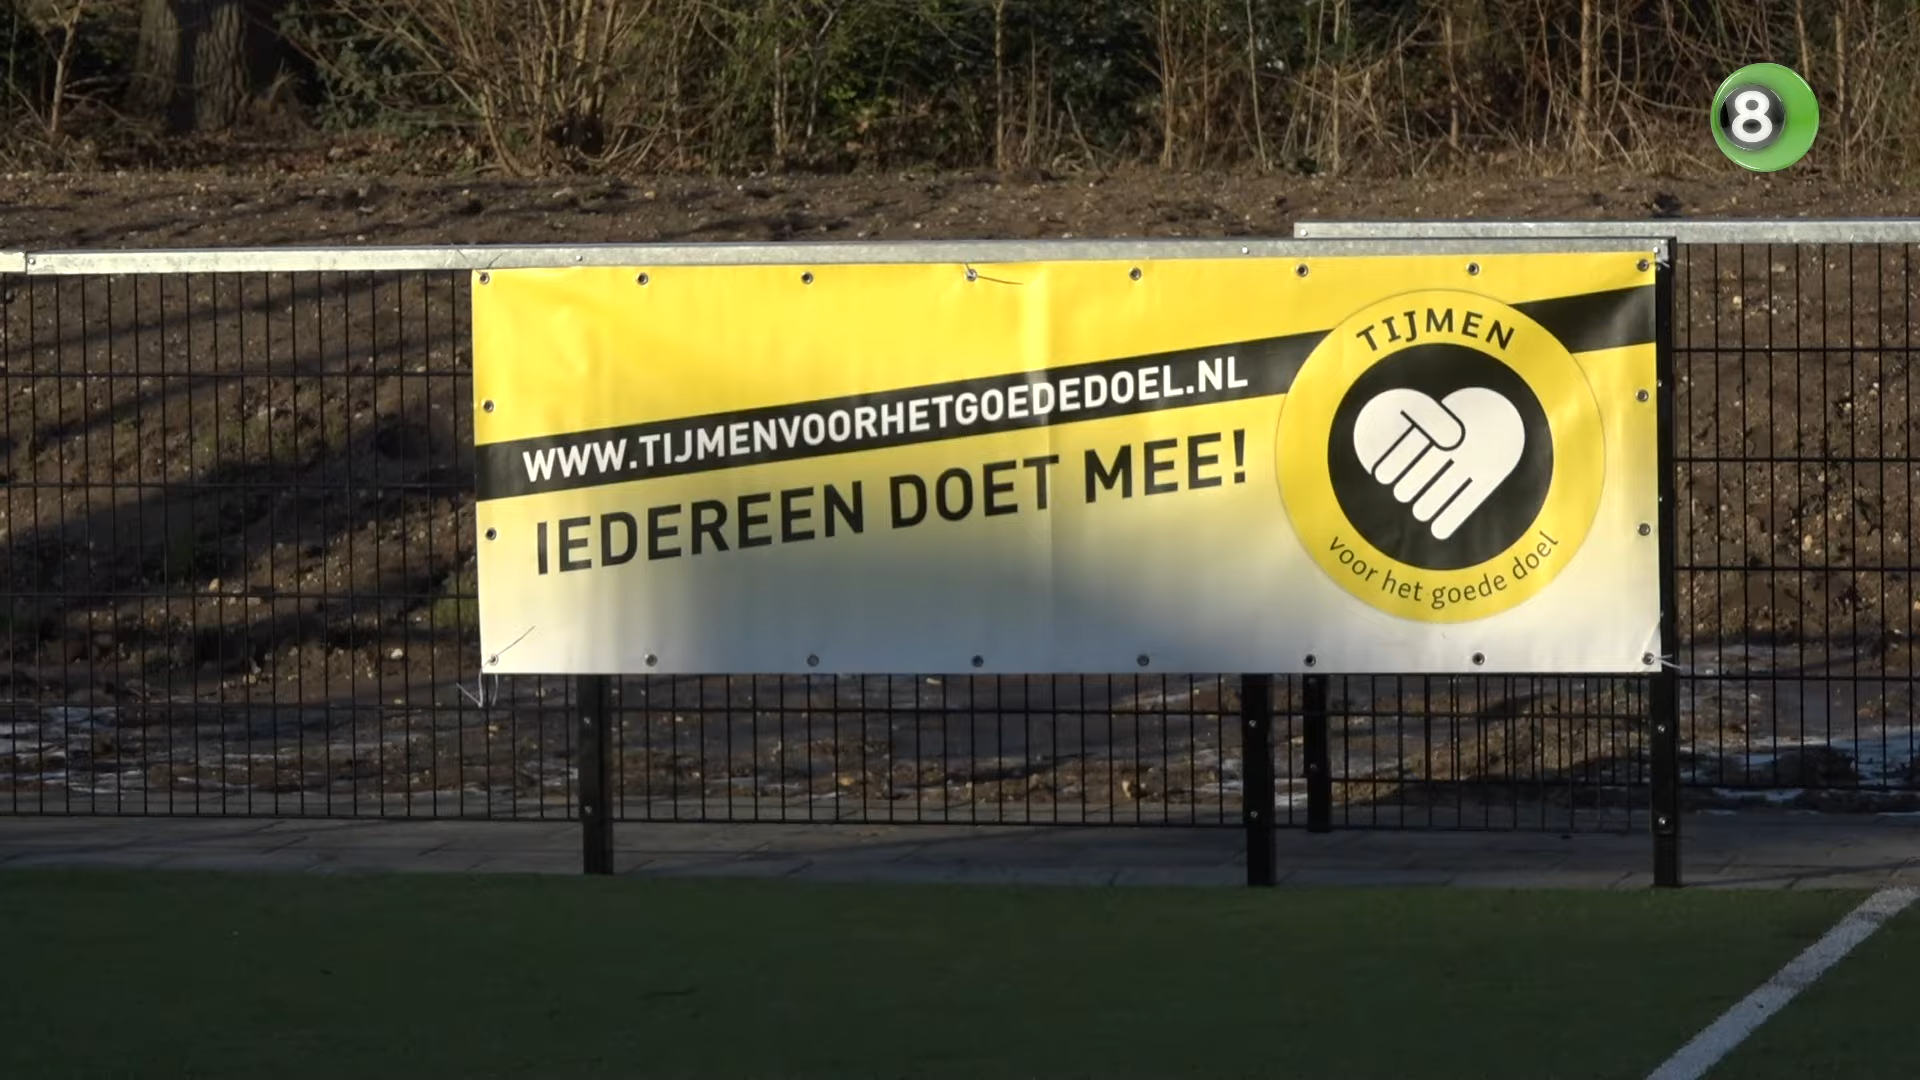 8
WWW.TIJMENVOORHETGOEDEDOEL.NL
IEDEREEN DOET MEE!
TIJMEN
voor het goede doel